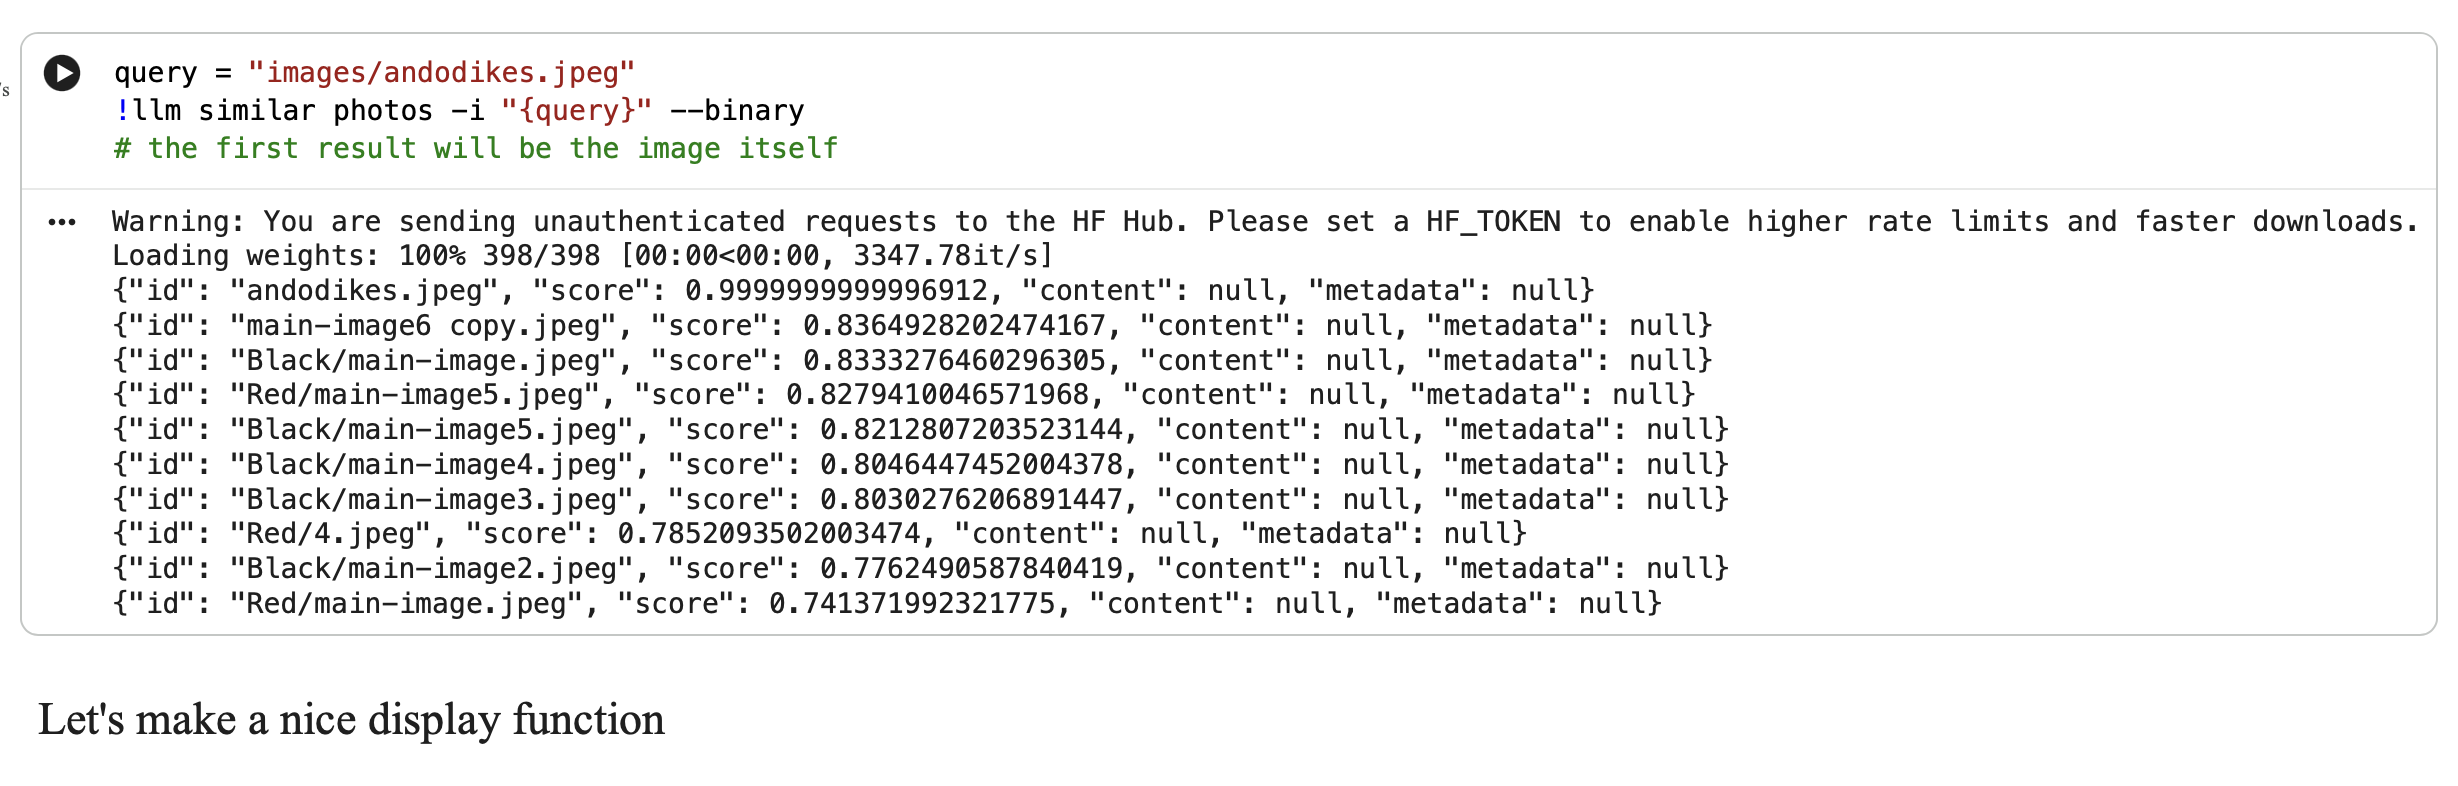 's
query = "images/andodikes.jpeg"
!llm similar photos -i "{query}" --binary
# the first result will be the image itself
Warning: You are sending unauthenticated requests to the HF Hub. Please set a HF_TOKEN to enable higher rate limits and faster downloads.
Loading weights: 100% 398/398 [00:00<00:00, 3347.78it/s]
{"id": "andodikes.jpeg", "score": 0.9999999999996912, "content": null, "metadata": null}
{"id": "main-image6 copy.jpeg", "score": 0.8364928202474167, "content": null, "metadata": null}
{"id": "Black/main-image.jpeg", "score": 0.8333276460296305, "content": null, "metadata": null}
{"id": "Red/main-image5.jpeg", "score": 0.8279410046571968, "content": null, "metadata": null}
{"id": "Black/main-image5.jpeg", "score": 0.8212807203523144, "content": null, "metadata": null}
{"id": "Black/main-image4.jpeg", "score": 0.8046447452004378, "content": null, "metadata": null}
{"id": "Black/main-image3.jpeg", "score": 0.8030276206891447, "content": null, "metadata": null}
{"id": "Red/4.jpeg", "score": 0.7852093502003474, "content": null, "metadata": null}
{"id": "Black/main-image2.jpeg", "score": 0.7762490587840419, "content": null, "metadata": null}
{"id": "Red/main-image.jpeg", "score": 0.741371992321775, "content": null, "metadata": null}
Let's make a nice display function